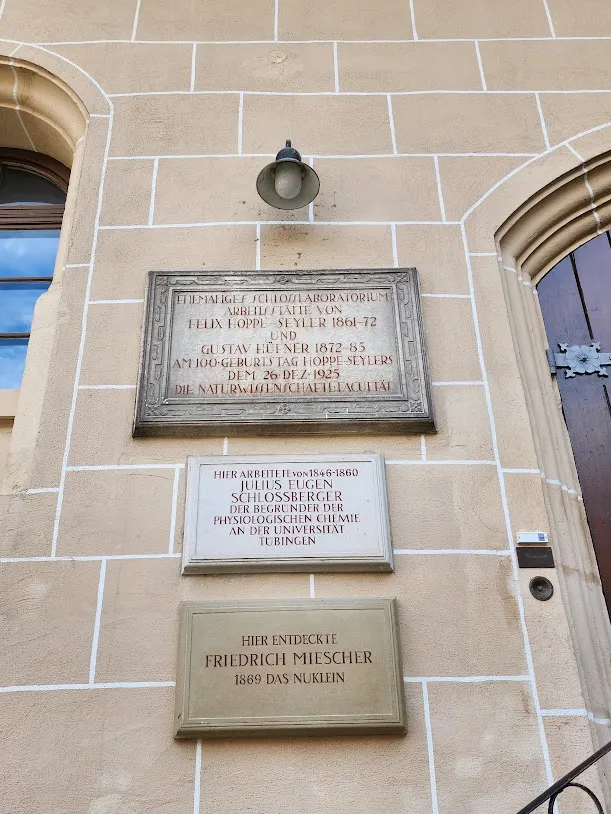 EHEMALIGES SCHLOSSLABORATORIUM
ARBEITSSTÄTTE VON
FELIX HOPPE-SEYLER 1861-72
UND
GUSTAV HÜFNER 1872-85
AM 100. GEBURTSTAG HOPPE-SEYLERS
DEM 26. DEZ. 1925
DIE NATURWISSENSCHAFTL. FACULTÄT
HIER ARBEITETE VON 1846-1860
JULIUS EUGEN
SCHLOSSBERGER
DER BEGRÜNDER DER
PHYSIOLOGISCHEN CHEMIE
AN DER UNIVERSITÄT
TÜBINGEN
HIER ENTDECKTE
FRIEDRICH MIESCHER
1869 DAS NUKLEIN